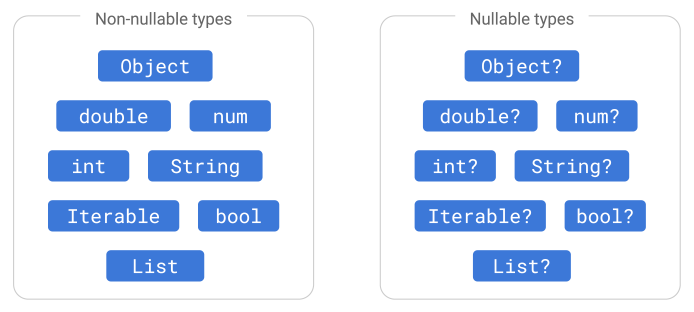 Non-nullable types
Object
double num
int String
Iterable bool
List
Nullable types
Object?
double? num?
int? String?
Iterable? bool?
List?